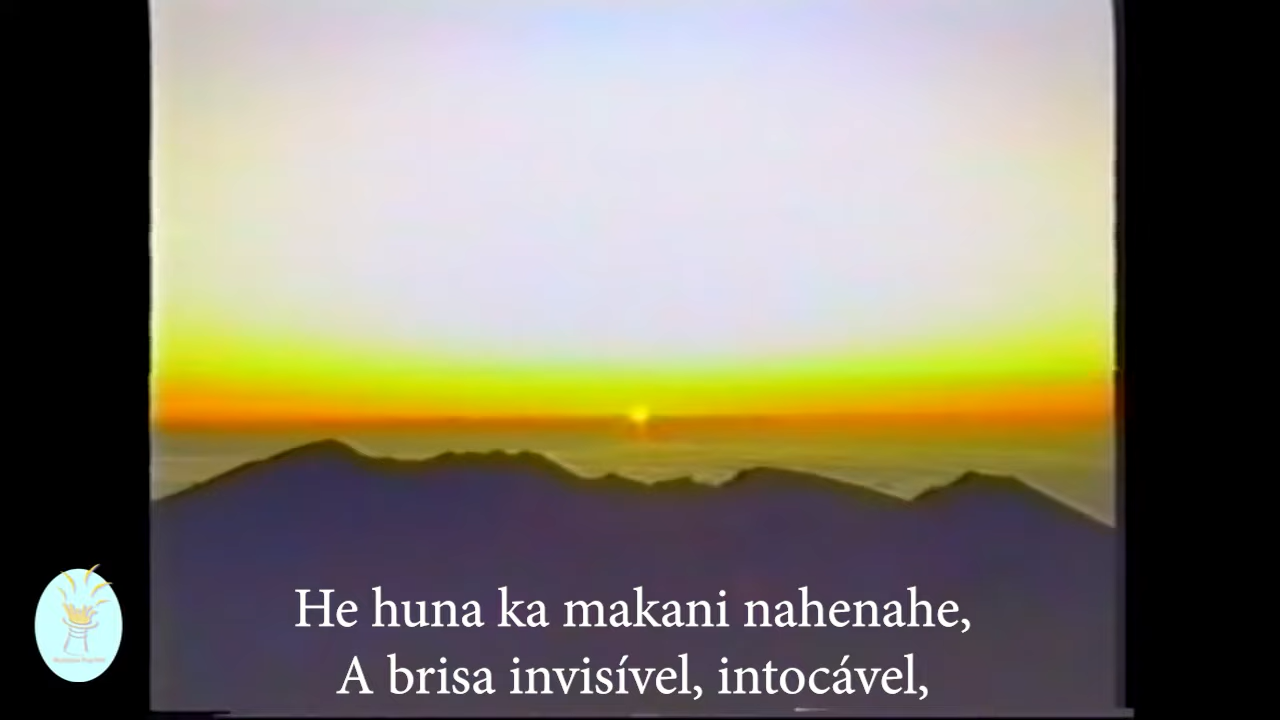 He huna ka makani nahenahe,
A brisa invisível, intocável,